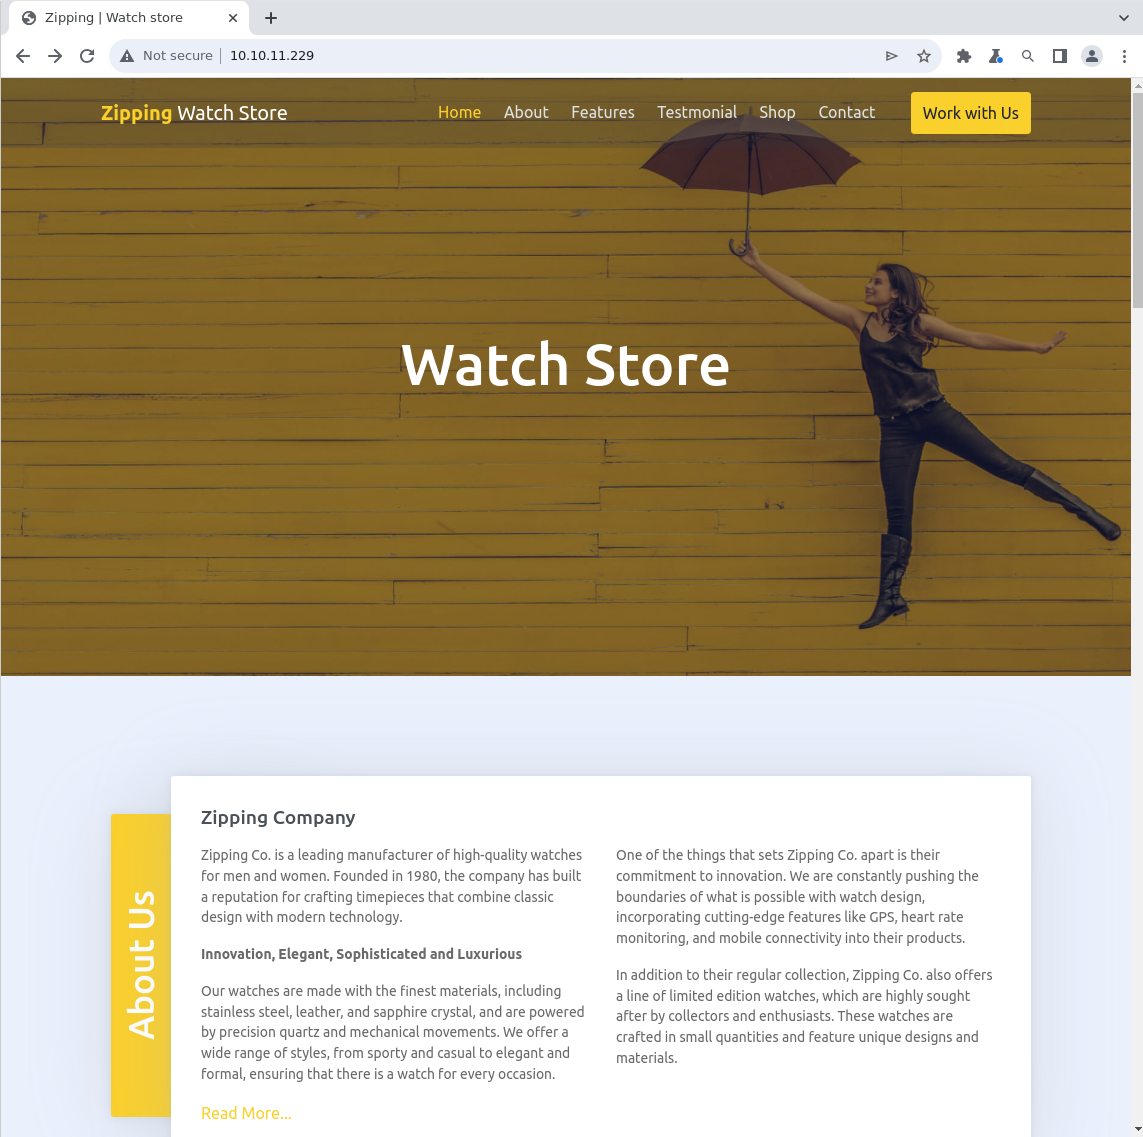 Zipping | Watch store
Not secure
10.10.11.229
Zipping Watch Store
Home
About
Features
Testmonial
Shop
Contact
Work with Us
Watch Store
About Us
Zipping Company
Zipping Co. is a leading manufacturer of high-quality watches
for men and women. Founded in 1980, the company has built
a reputation for crafting timepieces that combine classic
design with modern technology.
Innovation, Elegant, Sophisticated and Luxurious
Our watches are made with the finest materials, including
stainless steel, leather, and sapphire crystal, and are powered
by precision quartz and mechanical movements. We offer a
wide range of styles, from sporty and casual to elegant and
formal, ensuring that there is a watch for every occasion.
Read More...
One of the things that sets Zipping Co. apart is their
commitment to innovation. We are constantly pushing the
boundaries of what is possible with watch design,
incorporating cutting-edge features like GPS, heart rate
monitoring, and mobile connectivity into their products.
In addition to their regular collection, Zipping Co. also offers
a line of limited edition watches, which are highly sought
after by collectors and enthusiasts. These watches are
crafted in small quantities and feature unique designs and
materials.